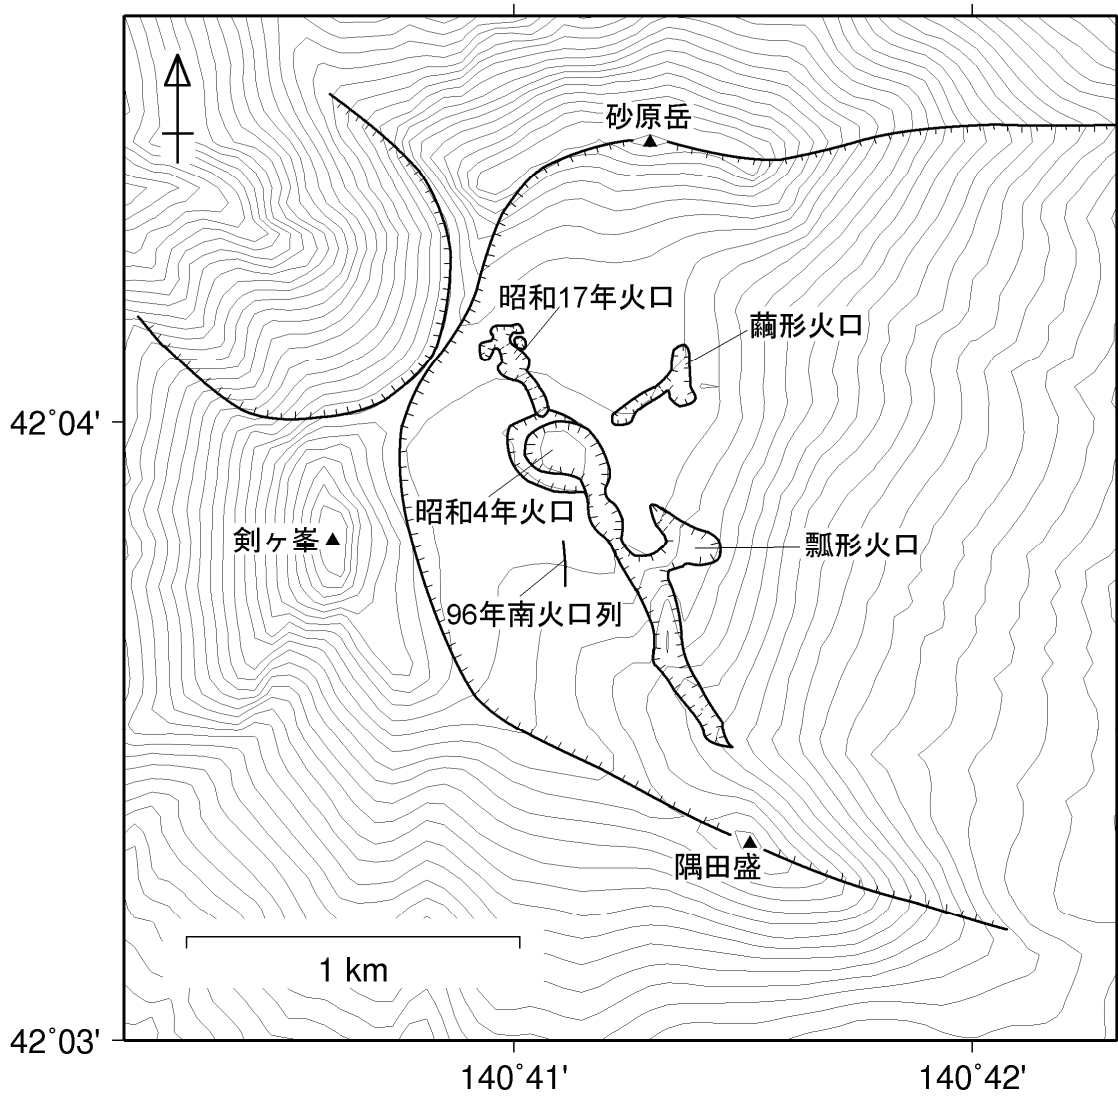 砂原岳
昭和17年火口
繭形火口
42°04'
昭和4年火口
剣ヶ峯
瓢形火口
96年南火口列
隅田盛
1 km
42°03'
140°41'
140°42'